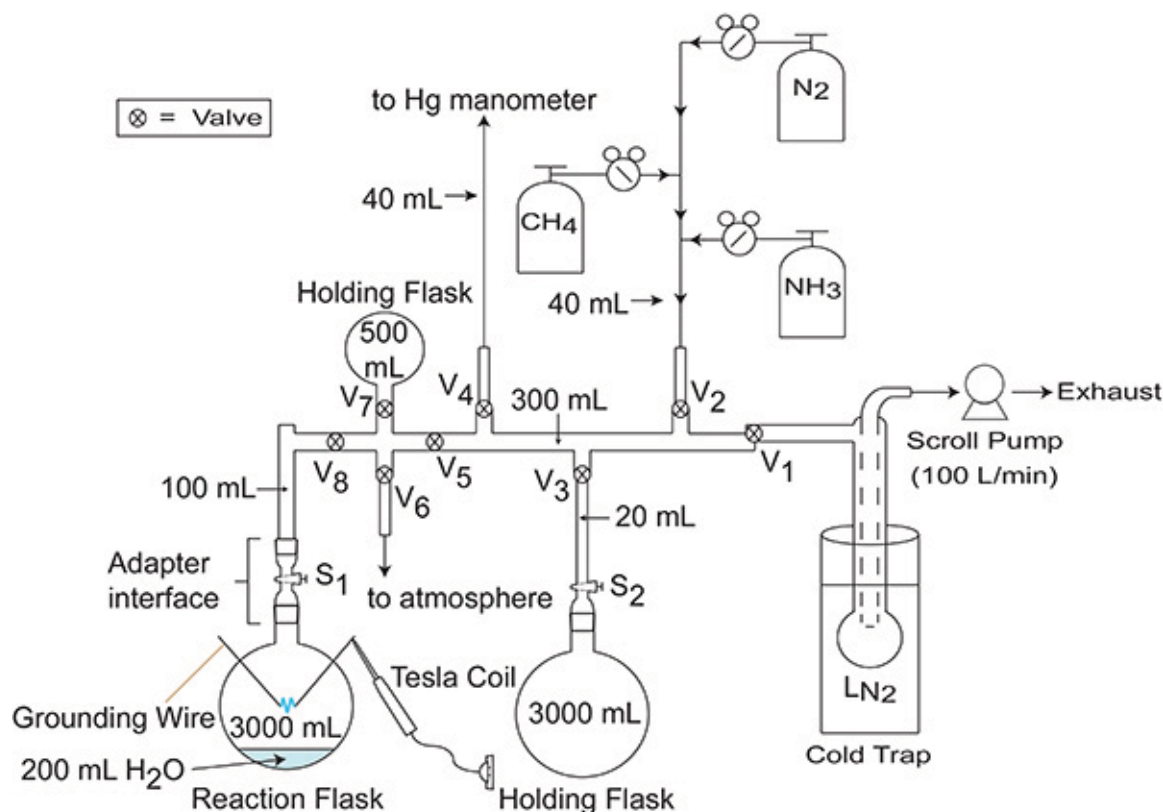 ⊗ = Valve
to Hg manometer
N2
CH4
NH3
40 mL
40 mL
Holding Flask
500
mL
V7
V4
300 mL
V2
Exhaust
Scroll Pump
(100 L/min)
V8
V5
V3
V1
100 mL
V6
20 mL
Adapter
interface
S1
to atmosphere
S2
Tesla Coil
Grounding Wire
3000 mL
3000 mL
LN2
200 mL H2O
Cold Trap
Reaction Flask
Holding Flask